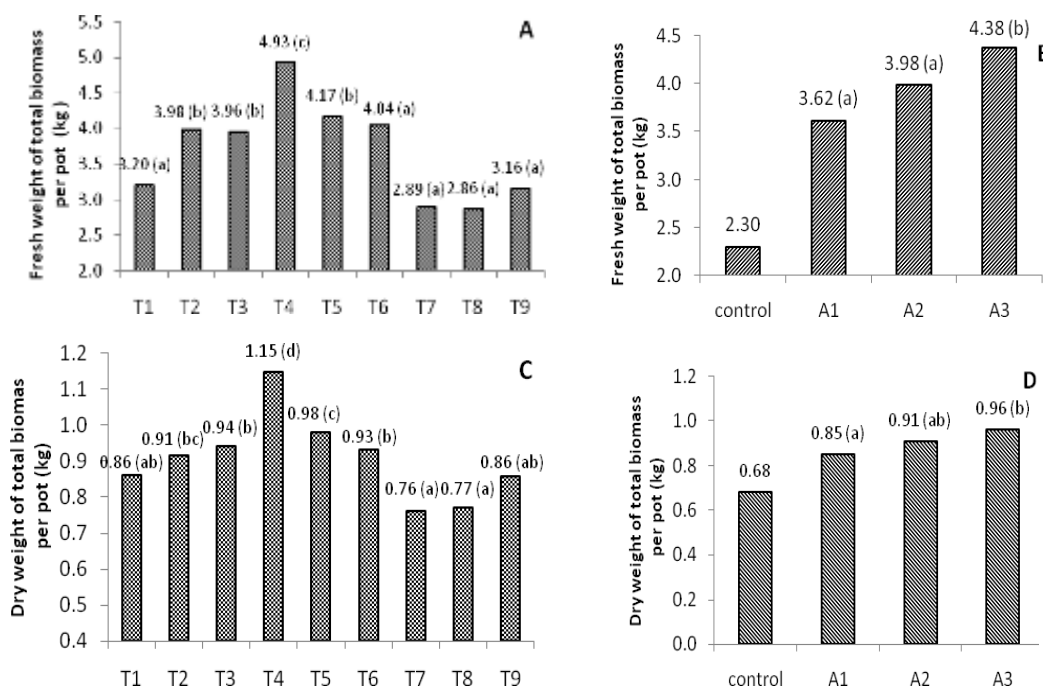 Fresh weight of total biomass
per pot (kg)
5.5
5.0
4.5
4.0
3.5
3.0
2.5
2.0
A
3.20 (a)
3.98 (b)
3.96 (b)
4.93 (c)
4.17 (b)
4.04 (a)
2.89 (a)
2.86 (a)
3.16 (a)
T1 T2 T3 T4 T5 T6 T7 T8 T9
Fresh weight of total biomass
per pot (kg)
4.5
4.0
3.5
3.0
2.5
2.0
2.30
3.62 (a)
3.98 (a)
4.38 (b)
control A1 A2 A3
Dry weight of total biomas
per pot (kg)
1.2
1.1
1.0
0.9
0.8
0.7
0.6
0.5
0.4
C
0.86 (ab)
0.91 (bc)
0.94 (b)
1.15 (d)
0.98 (c)
0.93 (b)
0.76 (a)
0.77 (a)
0.86 (ab)
T1 T2 T3 T4 T5 T6 T7 T8 T9
Dry weight of total biomass
per pot (kg)
1.2
1.0
0.8
0.6
0.4
0.2
0.0
D
0.68
0.85 (a)
0.91 (ab)
0.96 (b)
control A1 A2 A3